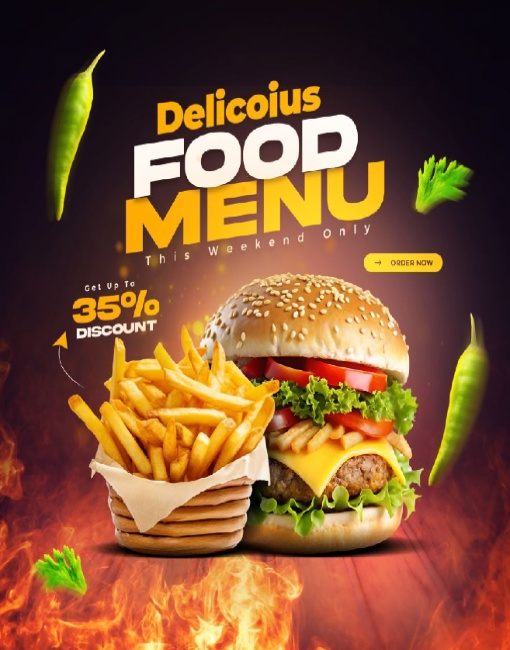 Delicoius
FOOD
MENU
This Weekend Only
→ ORDER NOW
Get Up To
35%
DISCOUNT